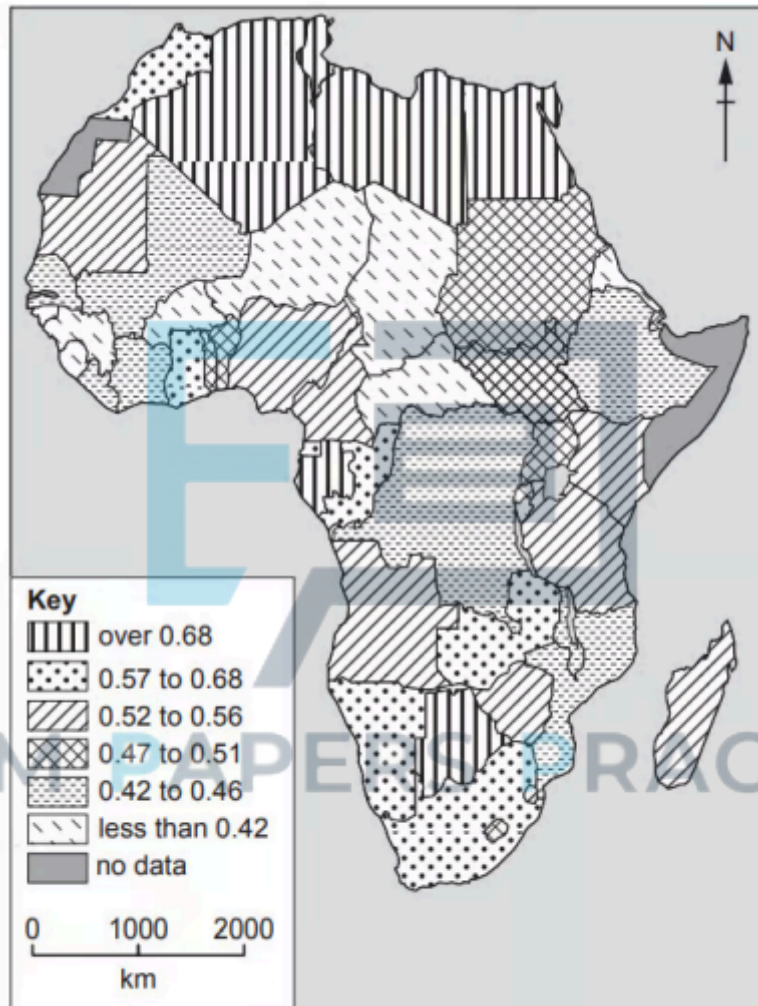 N
Key
over 0.68
0.57 to 0.68
0.52 to 0.56
0.47 to 0.51
0.42 to 0.46
less than 0.42
no data
0 1000 2000
km
M PAPERS PRAC